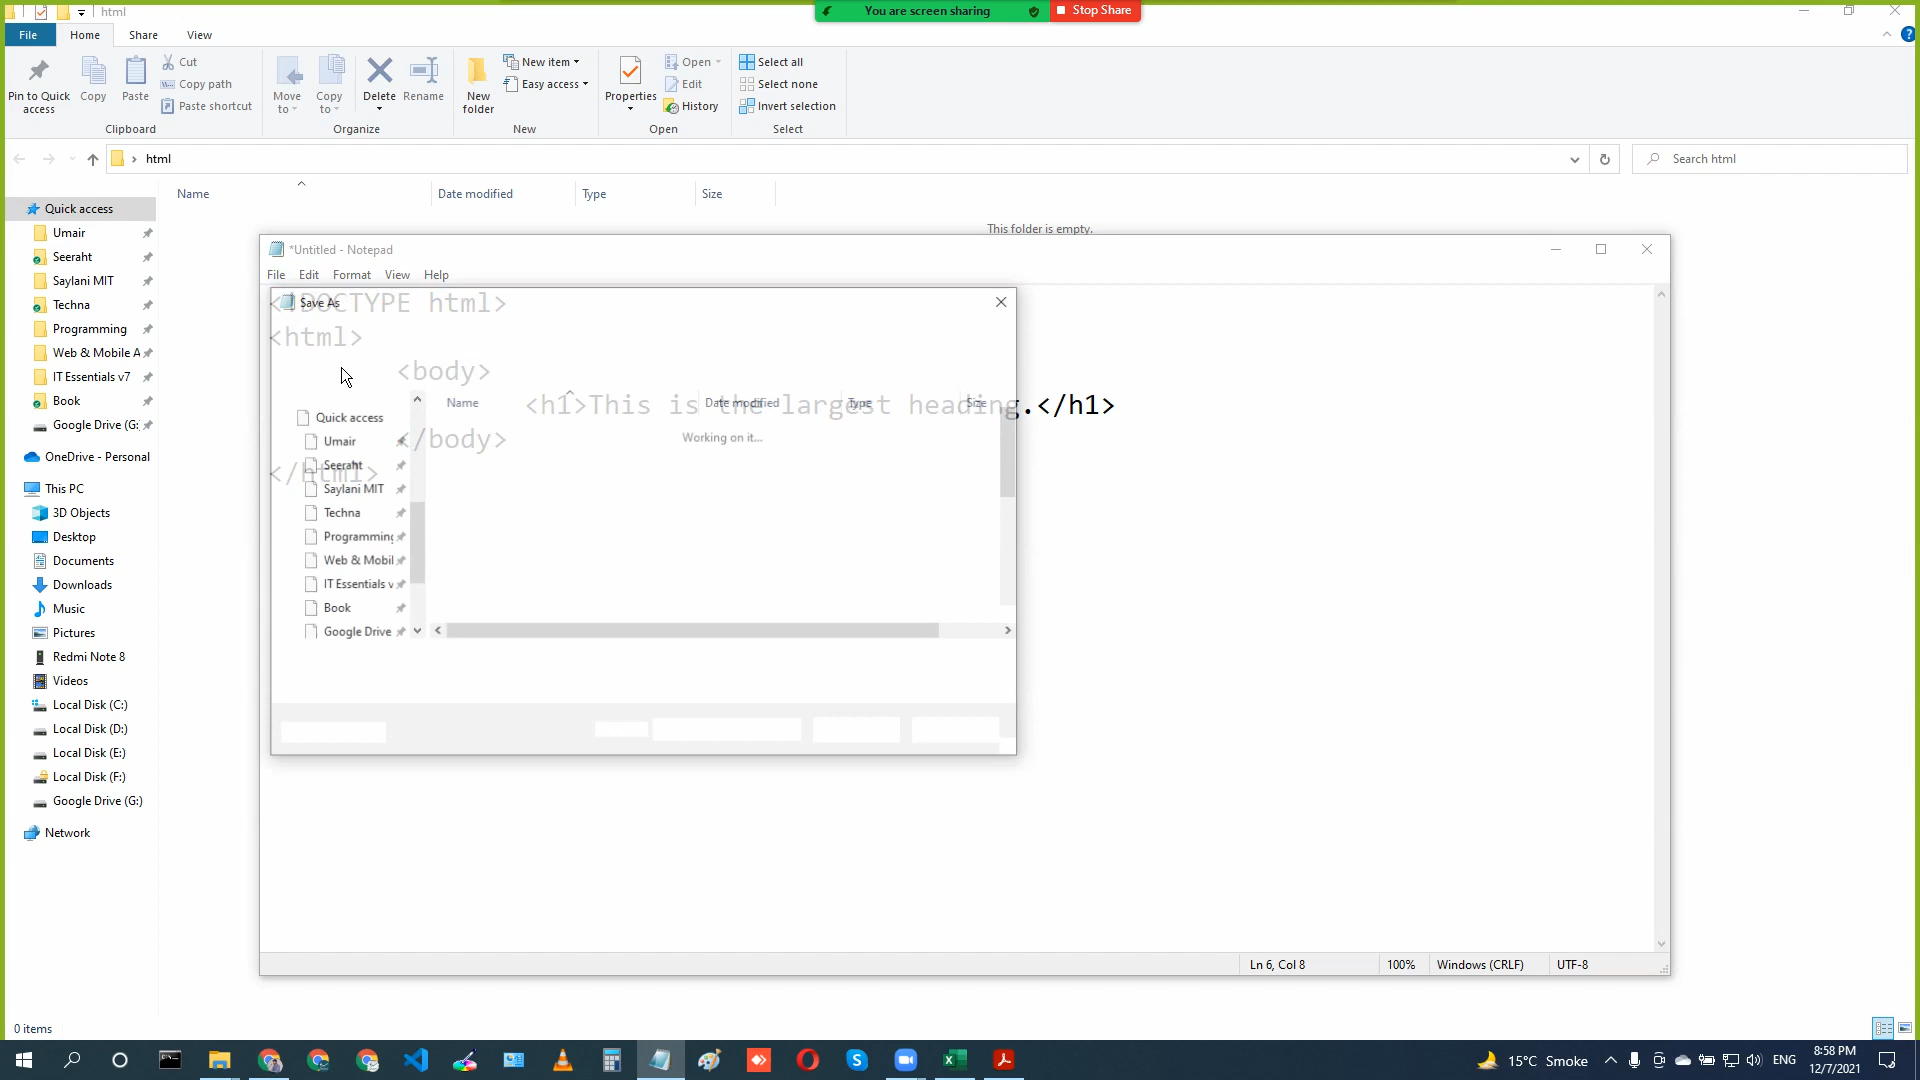 html
You are screen sharing
Stop Share
File
Home
Share
View
Pin to Quick access
Copy
Paste
Cut
Copy path
Paste shortcut
Clipboard
Move to
Copy to
Delete
Rename
Organize
New folder
New item
Easy access
New
Properties
Open
Edit
History
Open
Select all
Select none
Invert selection
Select
html
Search html
Name
Date modified
Type
Size
This folder is empty.
Quick access
Umair
Seeraht
Saylani MIT
Techna
Programming
Web & Mobile A
IT Essentials v7
Book
Google Drive (G:
OneDrive - Personal
This PC
3D Objects
Desktop
Documents
Downloads
Music
Pictures
Redmi Note 8
Videos
Local Disk (C:)
Local Disk (D:)
Local Disk (E:)
Local Disk (F:)
Google Drive (G:)
Network
0 items
*Untitled - Notepad
File Edit Format View Help
<!DOCTYPE html>
<html>
<body>
<h1>This is the largest heading.</h1>
</body>
</html>
Save As
Name
Date modified
Type
Size
Working on it...
Quick access
Umair
Seeraht
Saylani MIT
Techna
Programming
Web & Mobil
IT Essentials v
Book
Google Drive
Ln 6, Col 8
100%
Windows (CRLF)
UTF-8
15°C Smoke
ENG
8:58 PM
12/7/2021